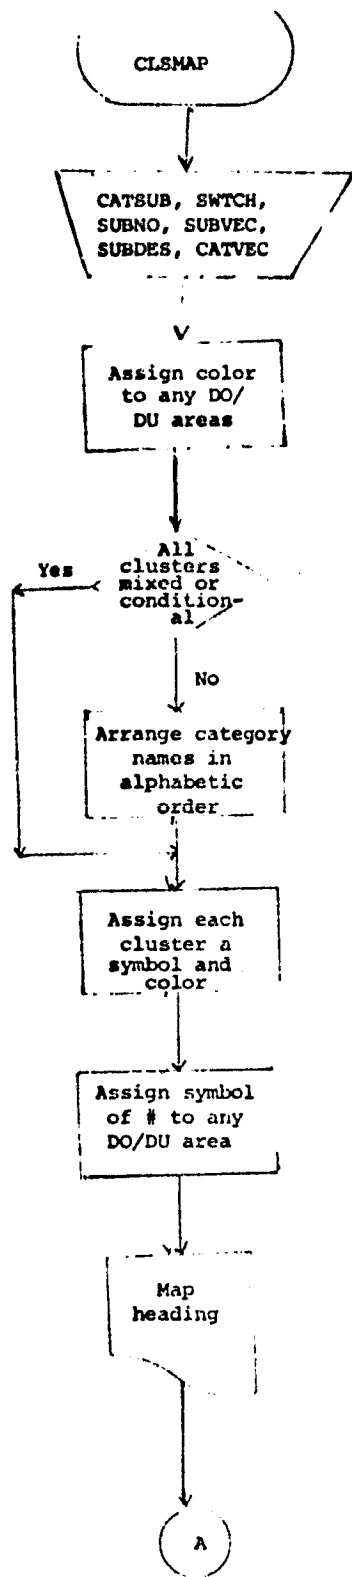 CLSMAP
CATSUB, SWTCH,
SUBNO, SUBVEC,
SUBDES, CATVEC
Assign color
to any DO/
DU areas
All
clusters
mixed or
condition-
al
Yes
No
Arrange category
names in
alphabetic
order
Assign each
cluster a
symbol and
color
Assign symbol
of # to any
DO/DU area
Map
heading
A